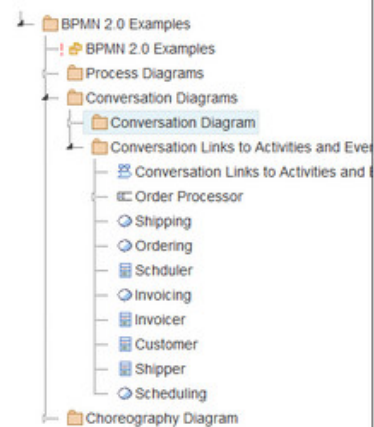 BPMN 2.0 Examples
! BPMN 2.0 Examples
Process Diagrams
Conversation Diagrams
Conversation Diagram
Conversation Links to Activities and Ever
Conversation Links to Activities and E
Order Processor
Shipping
Ordering
Schduler
Invoicing
Invoicer
Customer
Shipper
Scheduling
Choreography Diagram